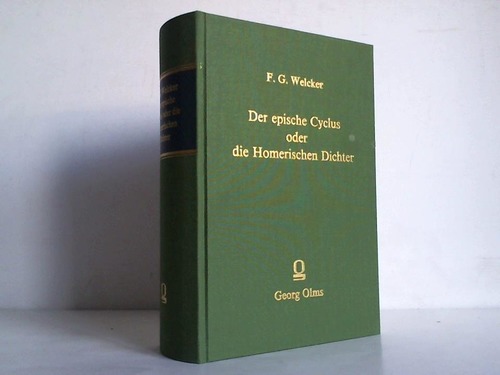 F. G. Welcker
Der epische Cyclus
oder
die Homerischen Dichter
Georg Olms